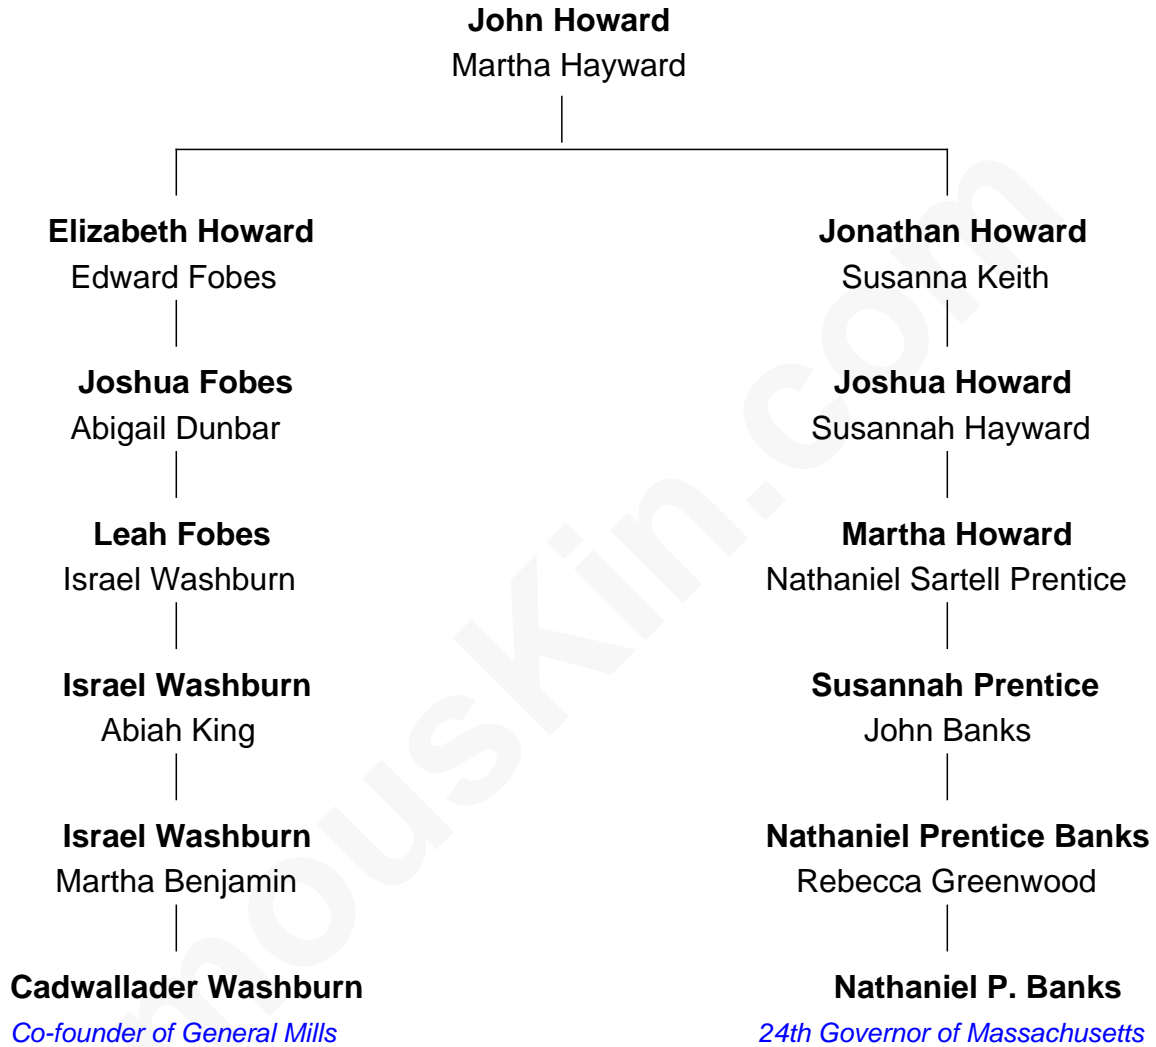 John Howard
Martha Hayward
Elizabeth Howard
Edward Fobes
Jonathan Howard
Susanna Keith
Joshua Fobes
Abigail Dunbar
Joshua Howard
Susannah Hayward
Leah Fobes
Israel Washburn
Martha Howard
Nathaniel Sartell Prentice
Israel Washburn
Abiah King
Susannah Prentice
John Banks
Israel Washburn
Martha Benjamin
Nathaniel Prentice Banks
Rebecca Greenwood
Cadwallader Washburn
Co-founder of General Mills
Nathaniel P. Banks
24th Governor of Massachusetts
mousKin.com